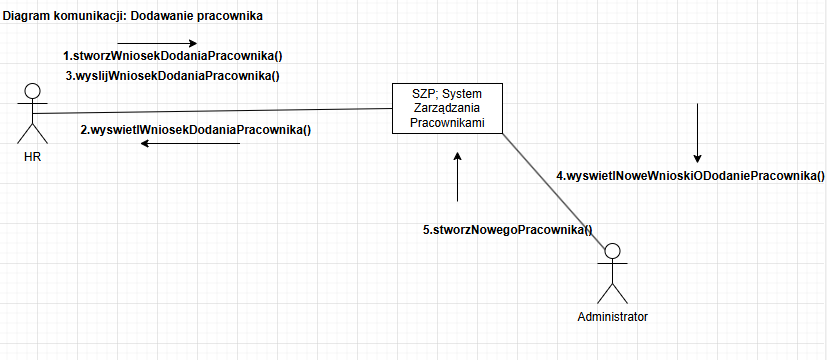 Diagram komunikacji: Dodawanie pracownika
1.stworzWniosekDodaniaPracownika()
3.wyslijWniosekDodaniaPracownika()
SZP; System
Zarządzania
Pracownikami
2.wyswietlWniosekDodaniaPracownika()
HR
4.wyswietlNoweWnioskiODodaniePracownika()
5.stworzNowegoPracownika()
Administrator